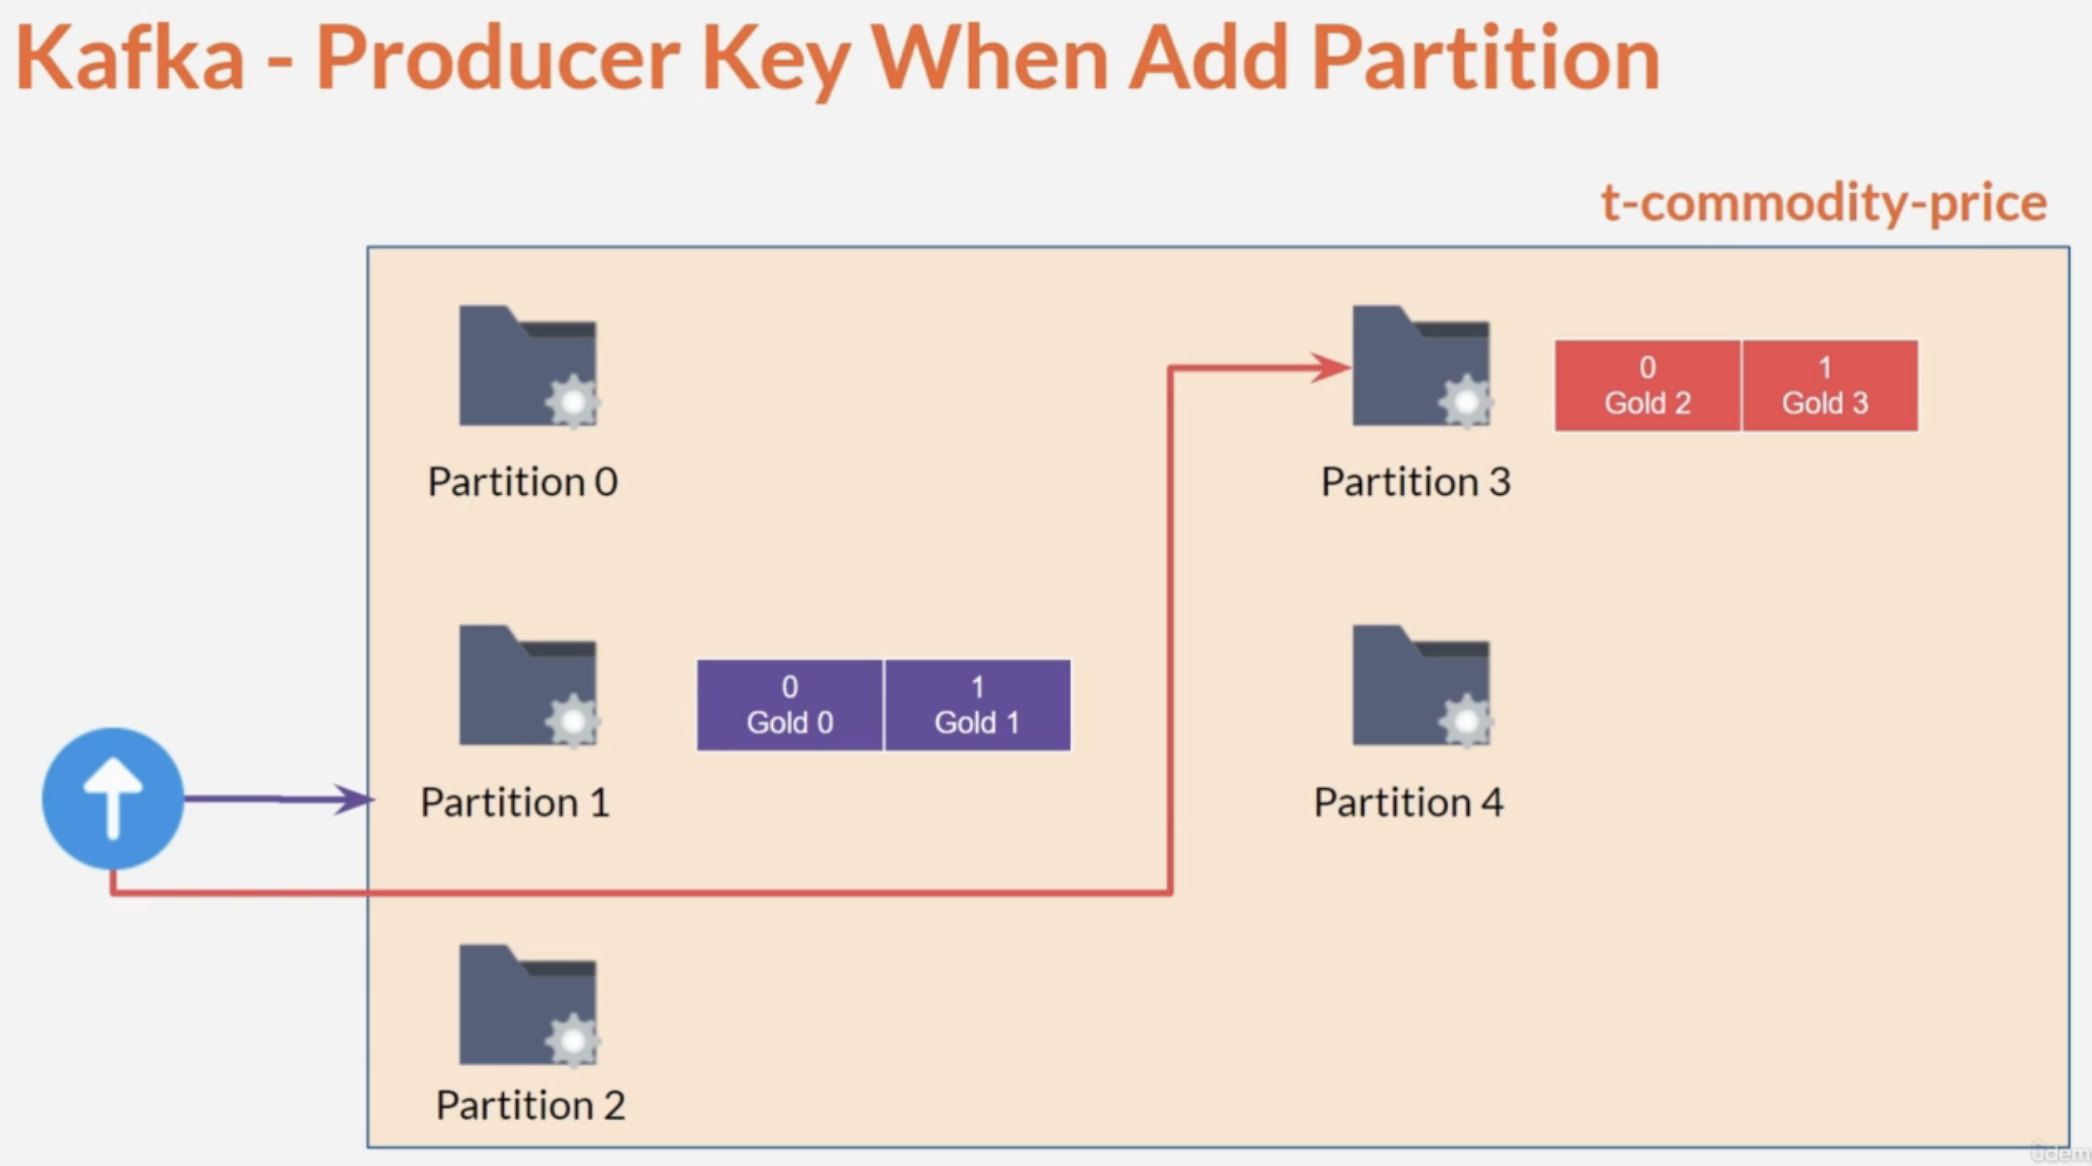 Kafka - Producer Key When Add Partition
t-commodity-price
Partition 0
Partition 3
0
Gold 2
1
Gold 3
Partition 1
0
Gold 0
1
Gold 1
Partition 4
Partition 2